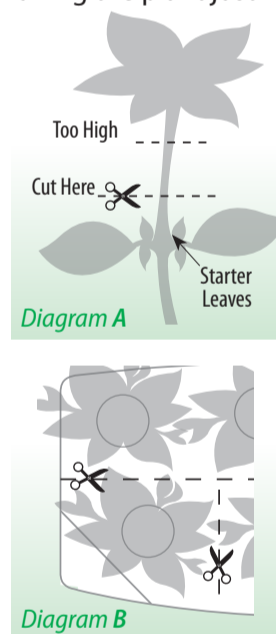 Too High
Cut Here
Starter
Leaves
Diagram A
Diagram B